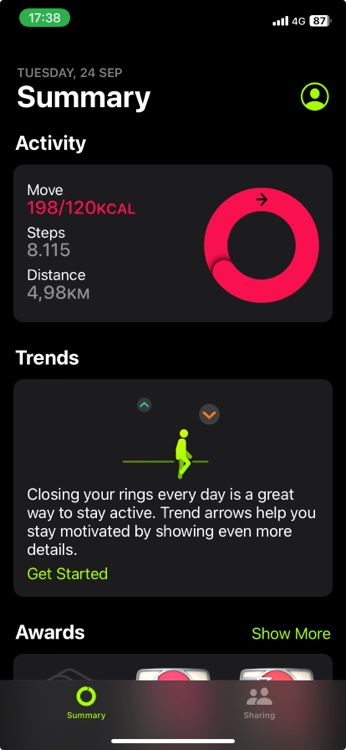 17:38
4G 87
TUESDAY, 24 SEP
Summary
Activity
Move
198/120KCAL
Steps
8.115
Distance
4,98KM
Trends
Closing your rings every day is a great
way to stay active. Trend arrows help you
stay motivated by showing even more
details.
Get Started
Awards
Show More
Summary
Sharing